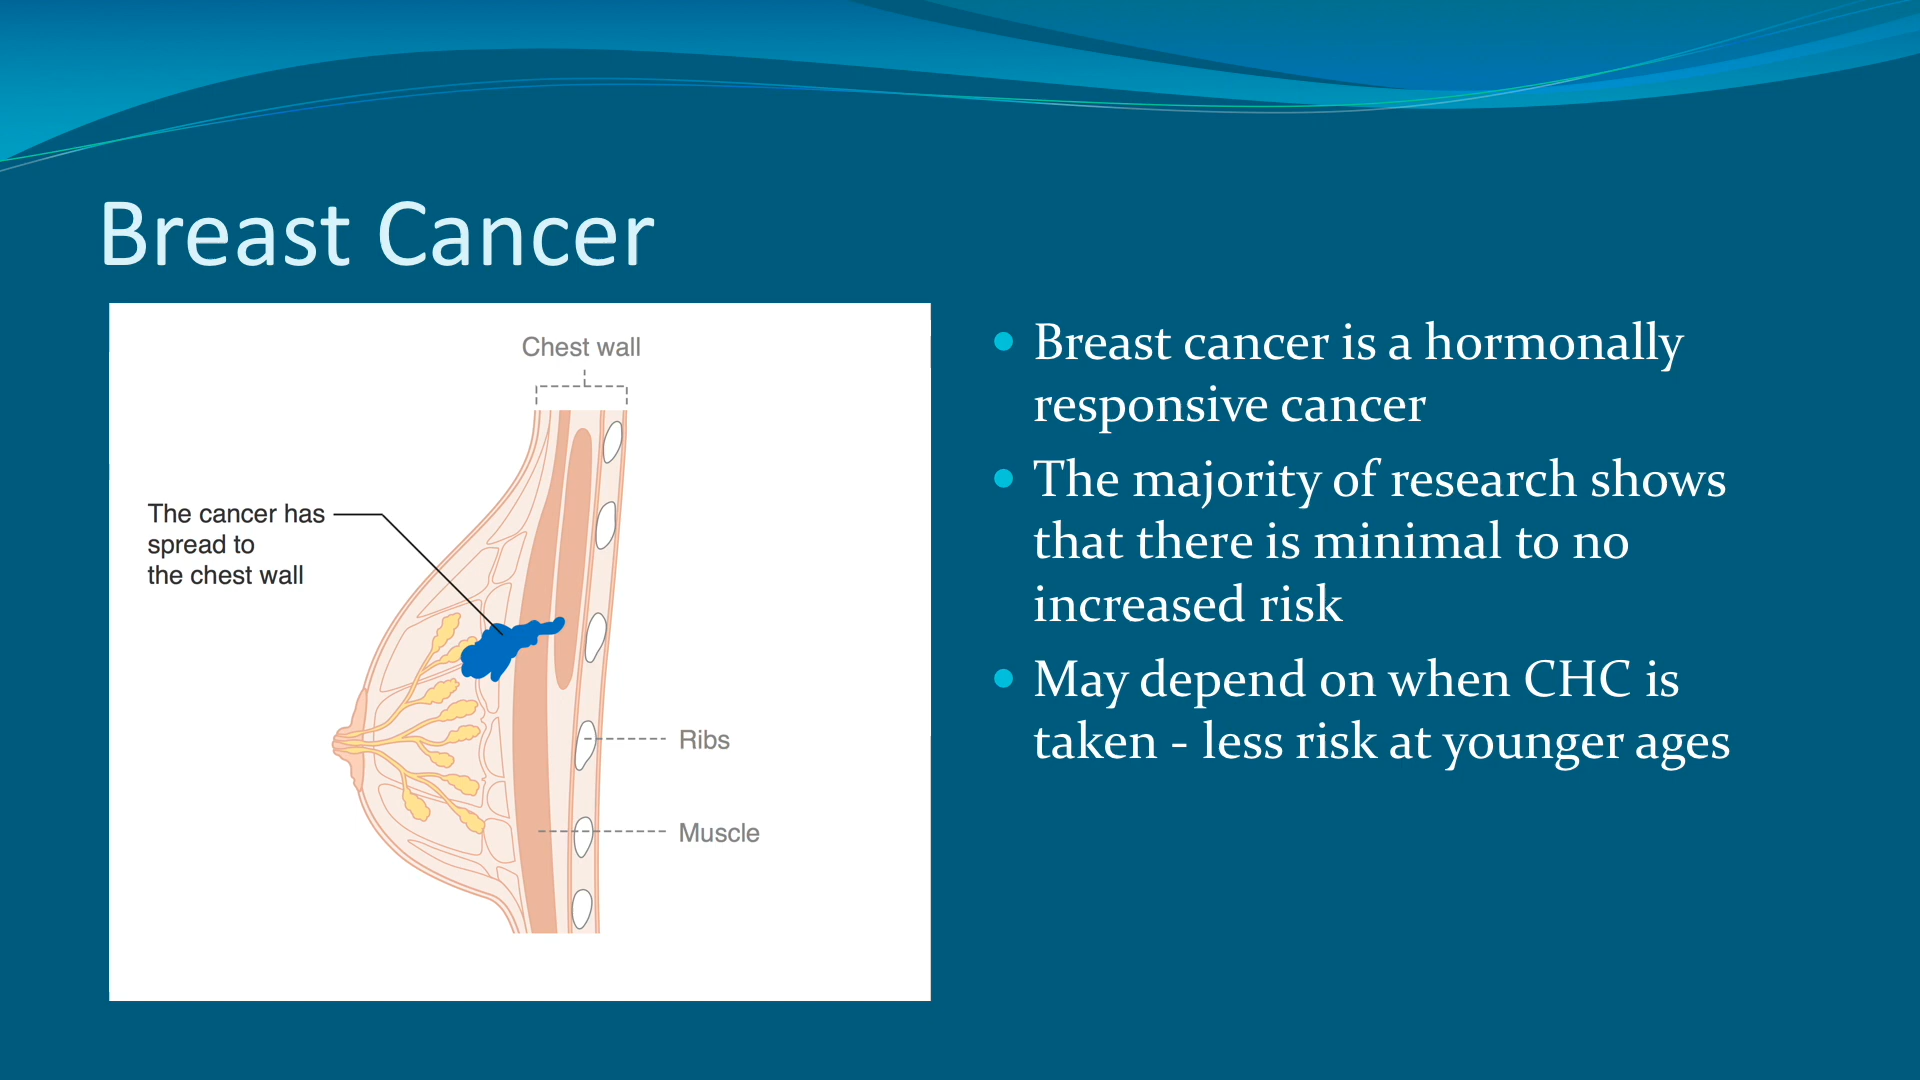 Breast Cancer
Chest wall
The cancer has
spread to
the chest wall
Ribs
Muscle
Breast cancer is a hormonally
responsive cancer
The majority of research shows
that there is minimal to no
increased risk
May depend on when CHC is
taken - less risk at younger ages